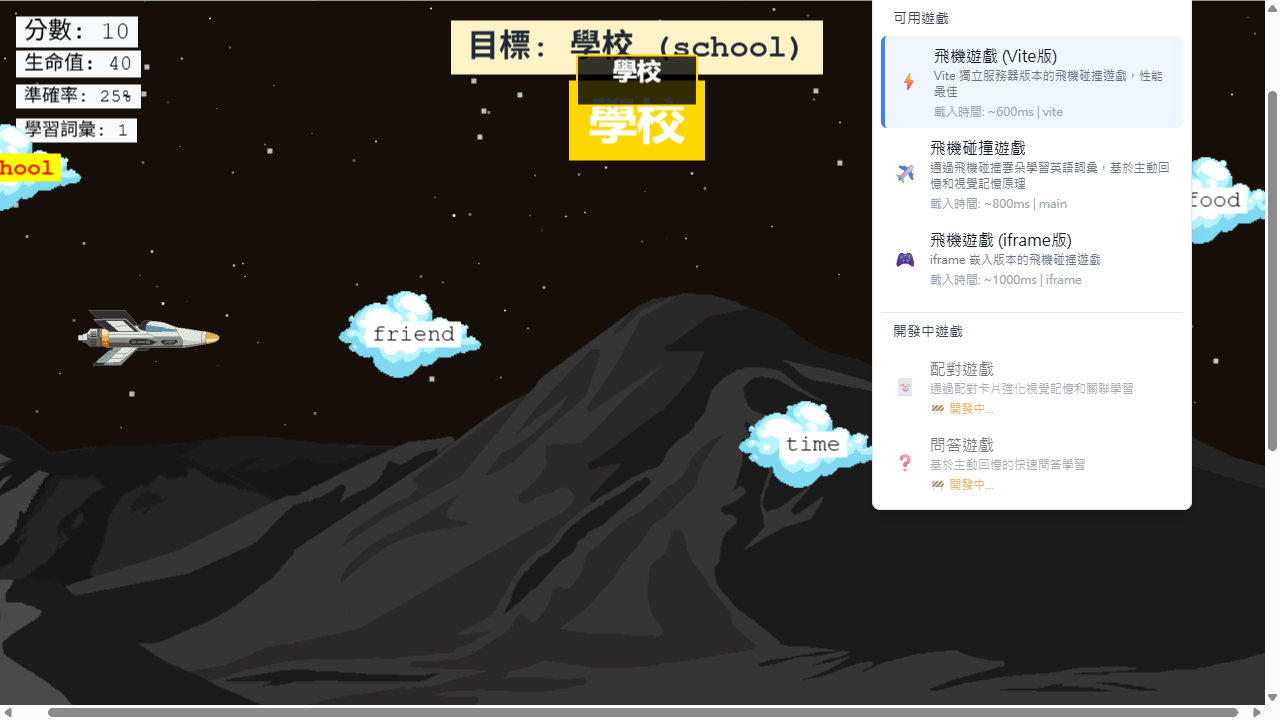 分數: 10
生命值: 40
準確率: 25%
學習詞彙: 1
hool
目標: 學校 (school)
學校
學校
friend
time
food
可用遊戲
飛機遊戲 (Vite版)
Vite 獨立服務器版本的飛機碰撞遊戲，性能
最佳
載入時間: ~600ms | vite
飛機碰撞遊戲
通過飛機碰撞雲朵學習英語詞彙，基於主動回
憶和視覺記憶原理
載入時間: ~800ms | main
飛機遊戲 (iframe版)
iframe 嵌入版本的飛機碰撞遊戲
載入時間: ~1000ms | iframe
開發中遊戲
配對遊戲
通過配對卡片強化視覺記憶和關聯學習
🚧 開發中...
問答遊戲
基於主動回憶的快速問答學習
🚧 開發中...